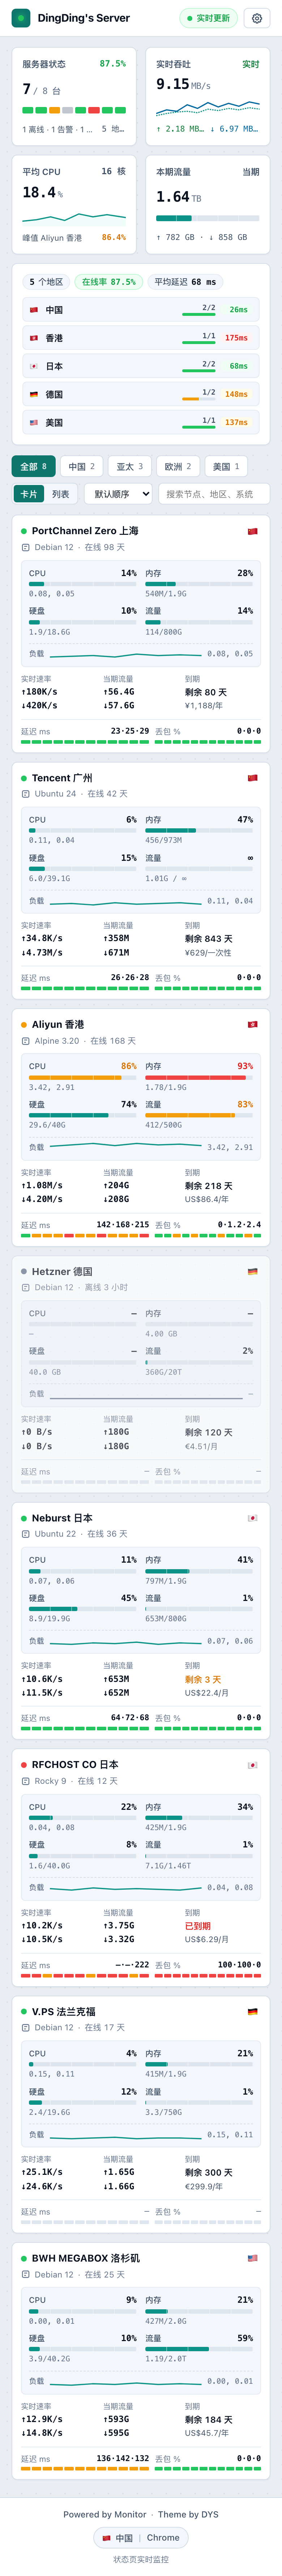 DingDing's Server
实时更新
服务器状态 87.5%
7 / 8 台
1 离线 · 1 告警 · 1 … 5 地…
实时吞吐 实时
9.15 MB/s
↑ 2.18 MB… ↓ 6.97 MB…
平均 CPU 16 核
18.4 %
峰值 Aliyun 香港 86.4%
本期流量 当期
1.64 TB
↑ 782 GB · ↓ 858 GB
5 个地区 在线率 87.5% 平均延迟 68 ms
中国 2/2 26ms
香港 1/1 175ms
日本 2/2 68ms
德国 1/2 148ms
美国 1/1 137ms
全部 8 中国 2 亚太 3 欧洲 2 美国 1
卡片 列表 默认顺序 搜索节点、地区、系统
PortChannel Zero 上海
Debian 12 · 在线 98 天
CPU 14% 内存 28%
0.08, 0.05 540M/1.9G
硬盘 10% 流量 14%
1.9/18.6G 114/800G
负载 0.08, 0.05
实时速率 当期流量 到期
↑180K/s ↑56.4G 剩余 80 天
↓420K/s ↓57.6G ¥1,188/年
延迟 ms 23·25·29 丢包 % 0·0·0
Tencent 广州
Ubuntu 24 · 在线 42 天
CPU 6% 内存 47%
0.11, 0.04 456/973M
硬盘 15% 流量 ∞
6.0/39.1G 1.01G / ∞
负载 0.11, 0.04
实时速率 当期流量 到期
↑34.8K/s ↑358M 剩余 843 天
↓4.73M/s ↓671M ¥629/一次性
延迟 ms 26·26·28 丢包 % 0·0·0
Aliyun 香港
Alpine 3.20 · 在线 168 天
CPU 86% 内存 93%
3.42, 2.91 1.78/1.9G
硬盘 74% 流量 83%
29.6/40G 412/500G
负载 3.42, 2.91
实时速率 当期流量 到期
↑1.08M/s ↑204G 剩余 218 天
↓4.20M/s ↓208G US$86.4/年
延迟 ms 142·168·215 丢包 % 0·1.2·2.4
Hetzner 德国
Debian 12 · 离线 3 小时
CPU — 内存 —
— 4.00 GB
硬盘 — 流量 2%
40.0 GB 360G/20T
负载 —
实时速率 当期流量 到期
↑0 B/s ↑180G 剩余 120 天
↓0 B/s ↓180G €4.51/月
延迟 ms — 丢包 % —
Neburst 日本
Ubuntu 22 · 在线 36 天
CPU 11% 内存 41%
0.07, 0.06 797M/1.9G
硬盘 45% 流量 1%
8.9/19.9G 653M/800G
负载 0.07, 0.06
实时速率 当期流量 到期
↑10.6K/s ↑653M 剩余 3 天
↓11.5K/s ↓652M US$22.4/月
延迟 ms 64·72·68 丢包 % 0·0·0
RFCHOST CO 日本
Rocky 9 · 在线 12 天
CPU 22% 内存 34%
0.04, 0.08 425M/1.9G
硬盘 8% 流量 1%
1.6/40.0G 7.1G/1.46T
负载 0.04, 0.08
实时速率 当期流量 到期
↑10.2K/s ↑3.75G 已到期
↓10.5K/s ↓3.32G US$6.29/月
延迟 ms —·—·222 丢包 % 100·100·0
V.PS 法兰克福
Debian 12 · 在线 17 天
CPU 4% 内存 21%
0.15, 0.11 415M/1.9G
硬盘 12% 流量 1%
2.4/19.6G 3.3/750G
负载 0.15, 0.11
实时速率 当期流量 到期
↑25.1K/s ↑1.65G 剩余 300 天
↓24.6K/s ↓1.66G €299.9/年
延迟 ms — 丢包 % —
BWH MEGABOX 洛杉矶
Debian 12 · 在线 25 天
CPU 9% 内存 21%
0.00, 0.01 427M/2.0G
硬盘 10% 流量 59%
3.9/40.2G 1.19/2.0T
负载 0.00, 0.01
实时速率 当期流量 到期
↑12.9K/s ↑593G 剩余 184 天
↓14.8K/s ↓595G US$45.7/年
延迟 ms 136·142·132 丢包 % 0·0·0
Powered by Monitor · Theme by DYS
中国 | Chrome
状态页实时监控